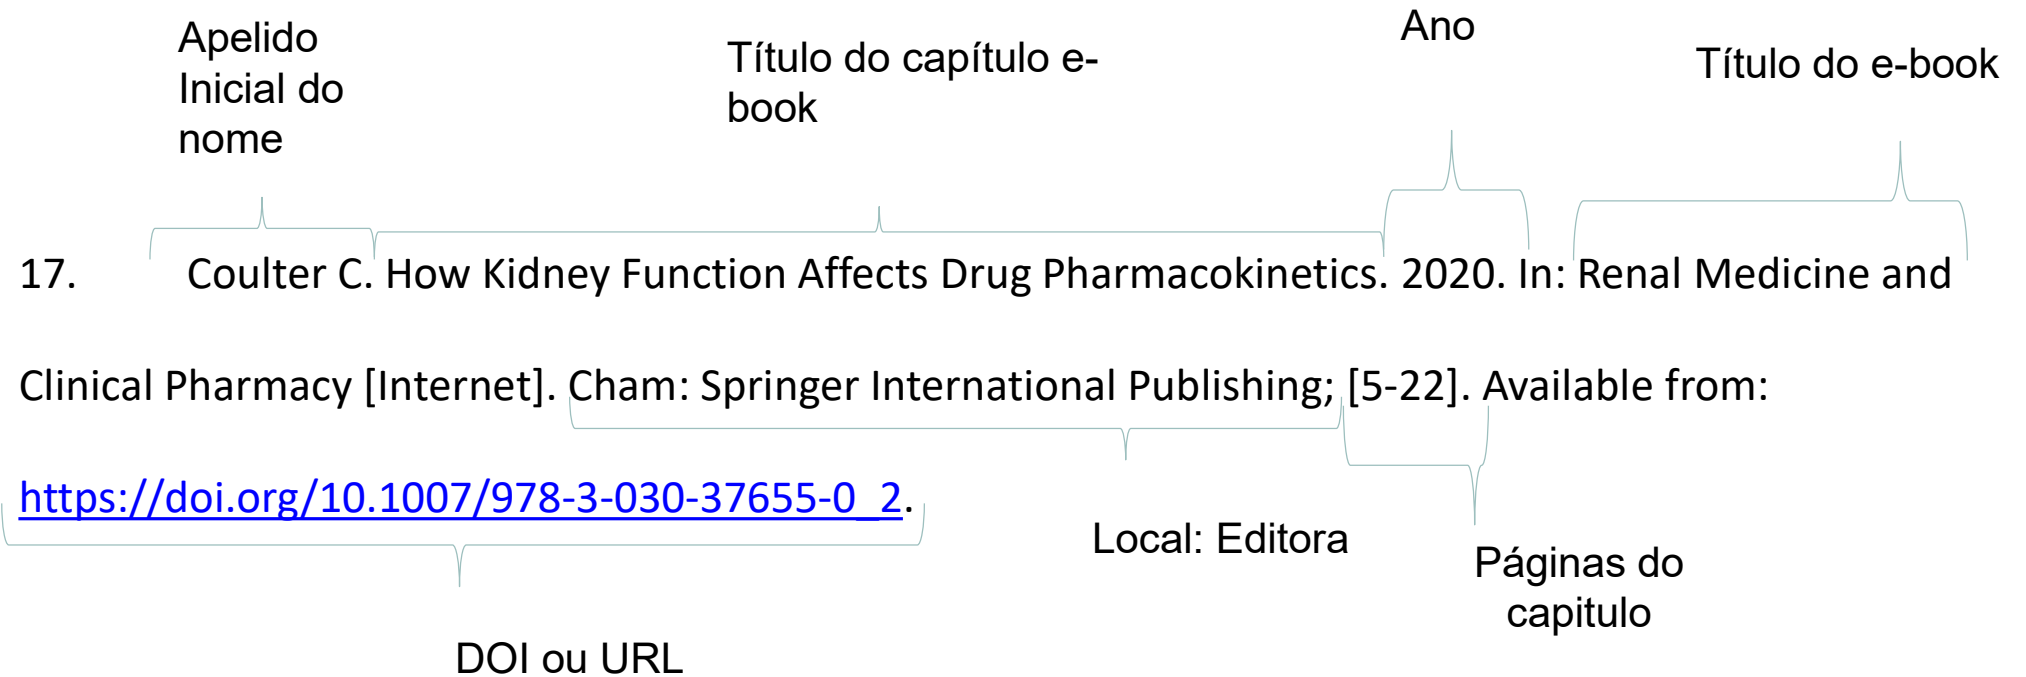 Apelido
Inicial do
nome
Título do capítulo e-
book
Ano
Título do e-book
17. Coulter C. How Kidney Function Affects Drug Pharmacokinetics. 2020. In: Renal Medicine and
Clinical Pharmacy [Internet]. Cham: Springer International Publishing; [5-22]. Available from:
https://doi.org/10.1007/978-3-030-37655-0_2.
Local: Editora
Páginas do
capitulo
DOI ou URL